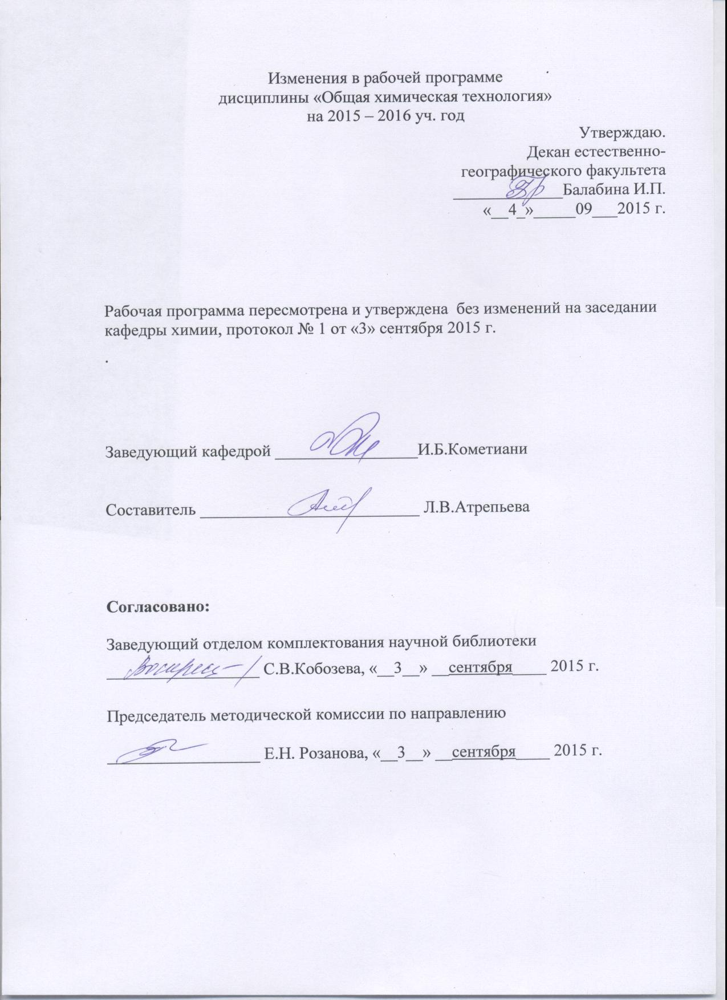 Изменения в рабочей программе
дисциплины «Общая химическая технология»
на 2015 – 2016 уч. год
Утверждаю.
Декан естественно-
географического факультета
_____________Балабина И.П.
«__4_»_____09___2015 г.
Рабочая программа пересмотрена и утверждена  без изменений на заседании
кафедры химии, протокол № 1 от «3» сентября 2015 г.
.
Заведующий кафедрой _________________И.Б.Кометиани
Составитель __________________________ Л.В.Атрепьева
Согласовано:
Заведующий отделом комплектования научной библиотеки
__________________ С.В.Кобозева, «__3__» __сентября____ 2015 г.
Председатель методической комиссии по направлению
__________________ Е.Н. Розанова, «__3__» __сентября____ 2015 г.